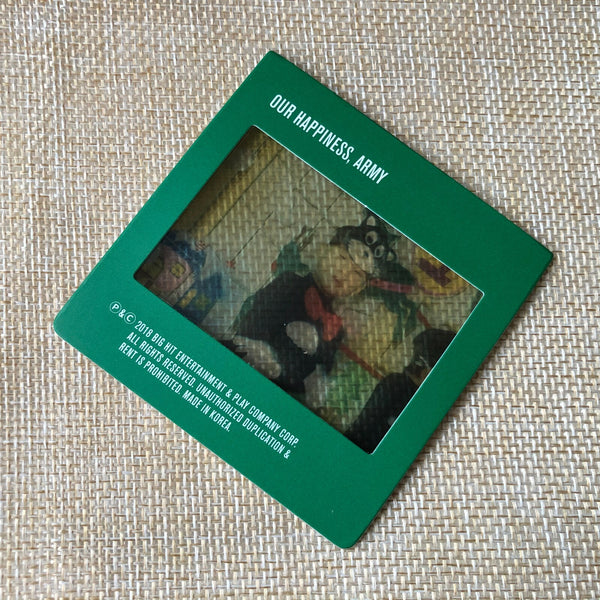 OUR HAPPINESS, ARMY
Ⓟ&Ⓒ 2018 BIG HIT ENTERTAINMENT & PLAY COMPANY CORP.
ALL RIGHTS RESERVED. UNAUTHORIZED DUPLICATION &
RENT IS PROHIBITED. MADE IN KOREA.